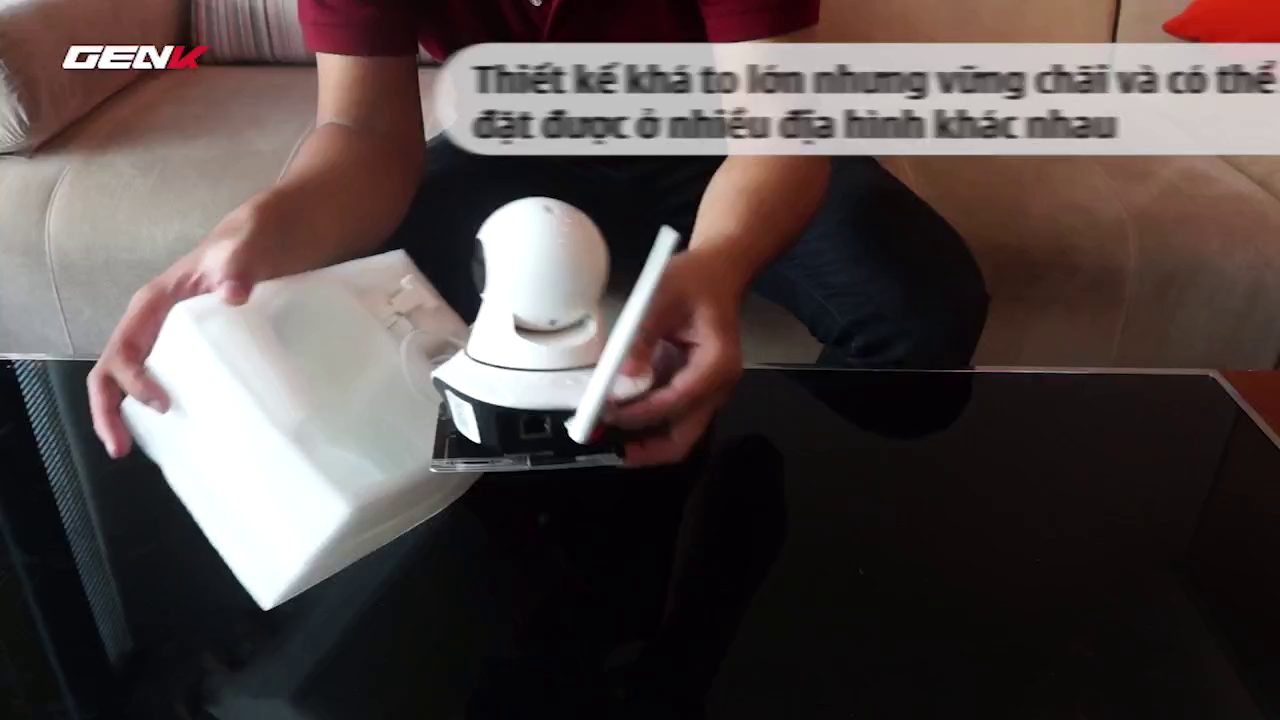 GENK
Thiết kế khá to lớn nhưng vững chãi và có thể
đặt được ở nhiều địa hình khác nhau